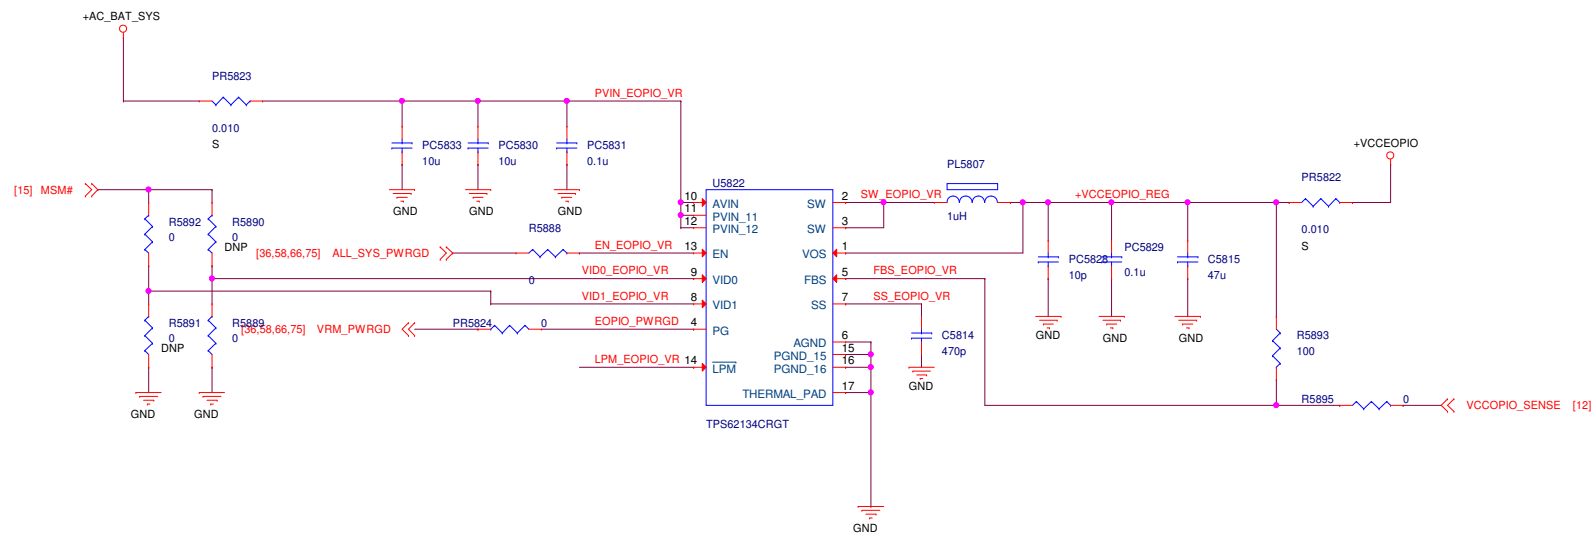 +AC_BAT_SYS
PR5823
0.010
S
PVIN_EOPIO_VR
PC5833
10u
PC5830
10u
PC5831
0.1u
GND
GND
GND
[15] MSM#
R5892
0
R5890
0
DNP
R5888
0
[36,58,66,75] ALL_SYS_PWRGD
EN_EOPIO_VR
VID0_EOPIO_VR
VID1_EOPIO_VR
R5891
0
DNP
R5889
0
[36,58,66,75] VRM_PWRGD
PR5824
0
EOPIO_PWRGD
LPM_EOPIO_VR
GND
GND
U5822
10 AVIN
11 PVIN_11
12 PVIN_12
13 EN
9 VID0
8 VID1
4 PG
14 LPM
SW 2
SW 3
VOS 1
FBS 5
SS 7
AGND 6
PGND_15 15
PGND_16 16
THERMAL_PAD 17
TPS62134CRGT
SW_EOPIO_VR
PL5807
1uH
+VCCEOPIO_REG
FBS_EOPIO_VR
SS_EOPIO_VR
C5814
470p
GND
GND
PC5828
10p
PC5829
0.1u
C5815
47u
GND
GND
GND
+VCCEOPIO
PR5822
0.010
S
R5893
100
R5895
0
VCCOPIO_SENSE [12]